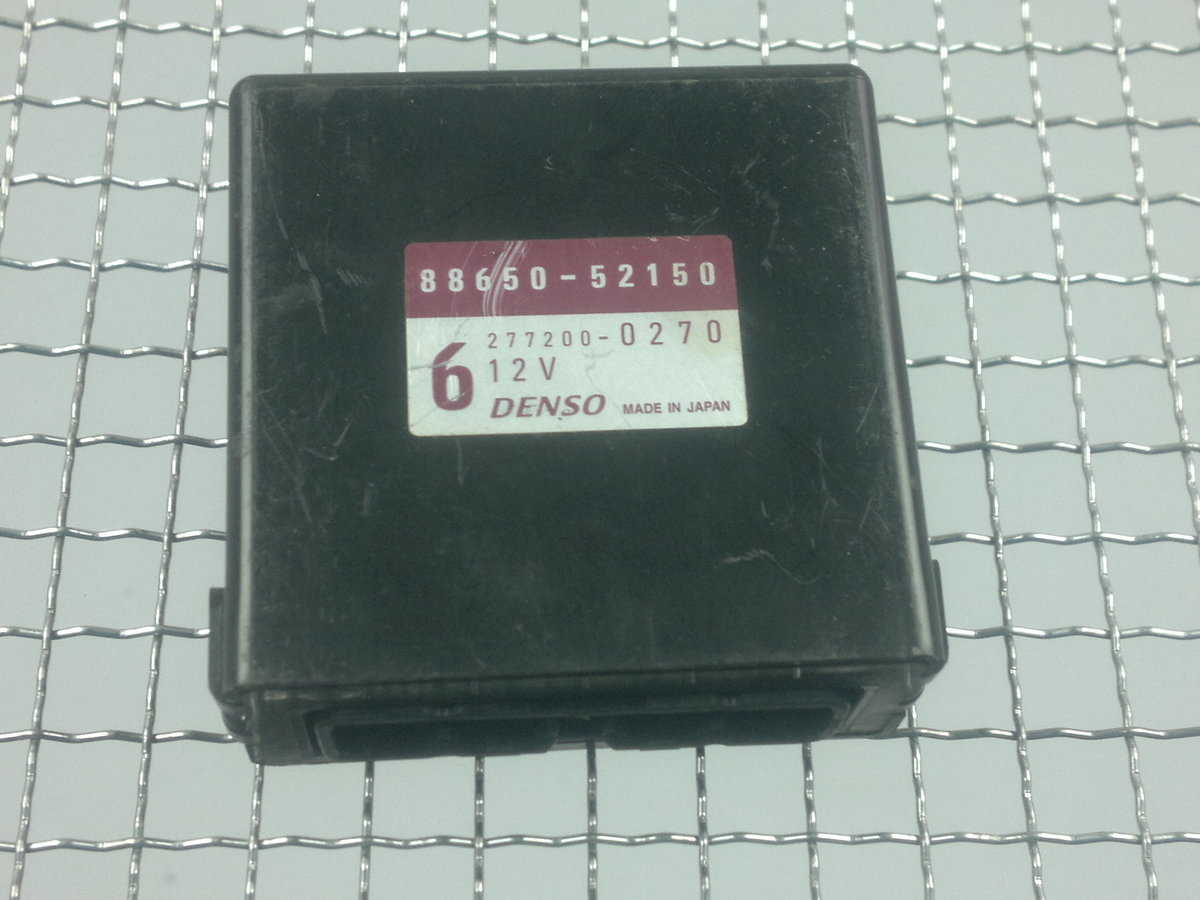 88650-52150
277200-0270
6 12V
DENSO MADE IN JAPAN